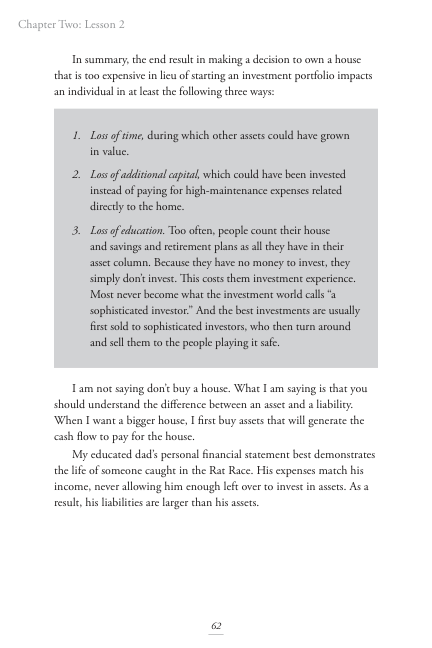 Chapter Two: Lesson 2
In summary, the end result in making a decision to own a house
that is too expensive in lieu of starting an investment portfolio impacts
an individual in at least the following three ways:
1. Loss of time, during which other assets could have grown
in value.
2. Loss of additional capital, which could have been invested
instead of paying for high-maintenance expenses related
directly to the home.
3. Loss of education. Too often, people count their house
and savings and retirement plans as all they have in their
asset column. Because they have no money to invest, they
simply don’t invest. This costs them investment experience.
Most never become what the investment world calls “a
sophisticated investor.” And the best investments are usually
first sold to sophisticated investors, who then turn around
and sell them to the people playing it safe.
I am not saying don’t buy a house. What I am saying is that you
should understand the difference between an asset and a liability.
When I want a bigger house, I first buy assets that will generate the
cash flow to pay for the house.
My educated dad’s personal financial statement best demonstrates
the life of someone caught in the Rat Race. His expenses match his
income, never allowing him enough left over to invest in assets. As a
result, his liabilities are larger than his assets.
62